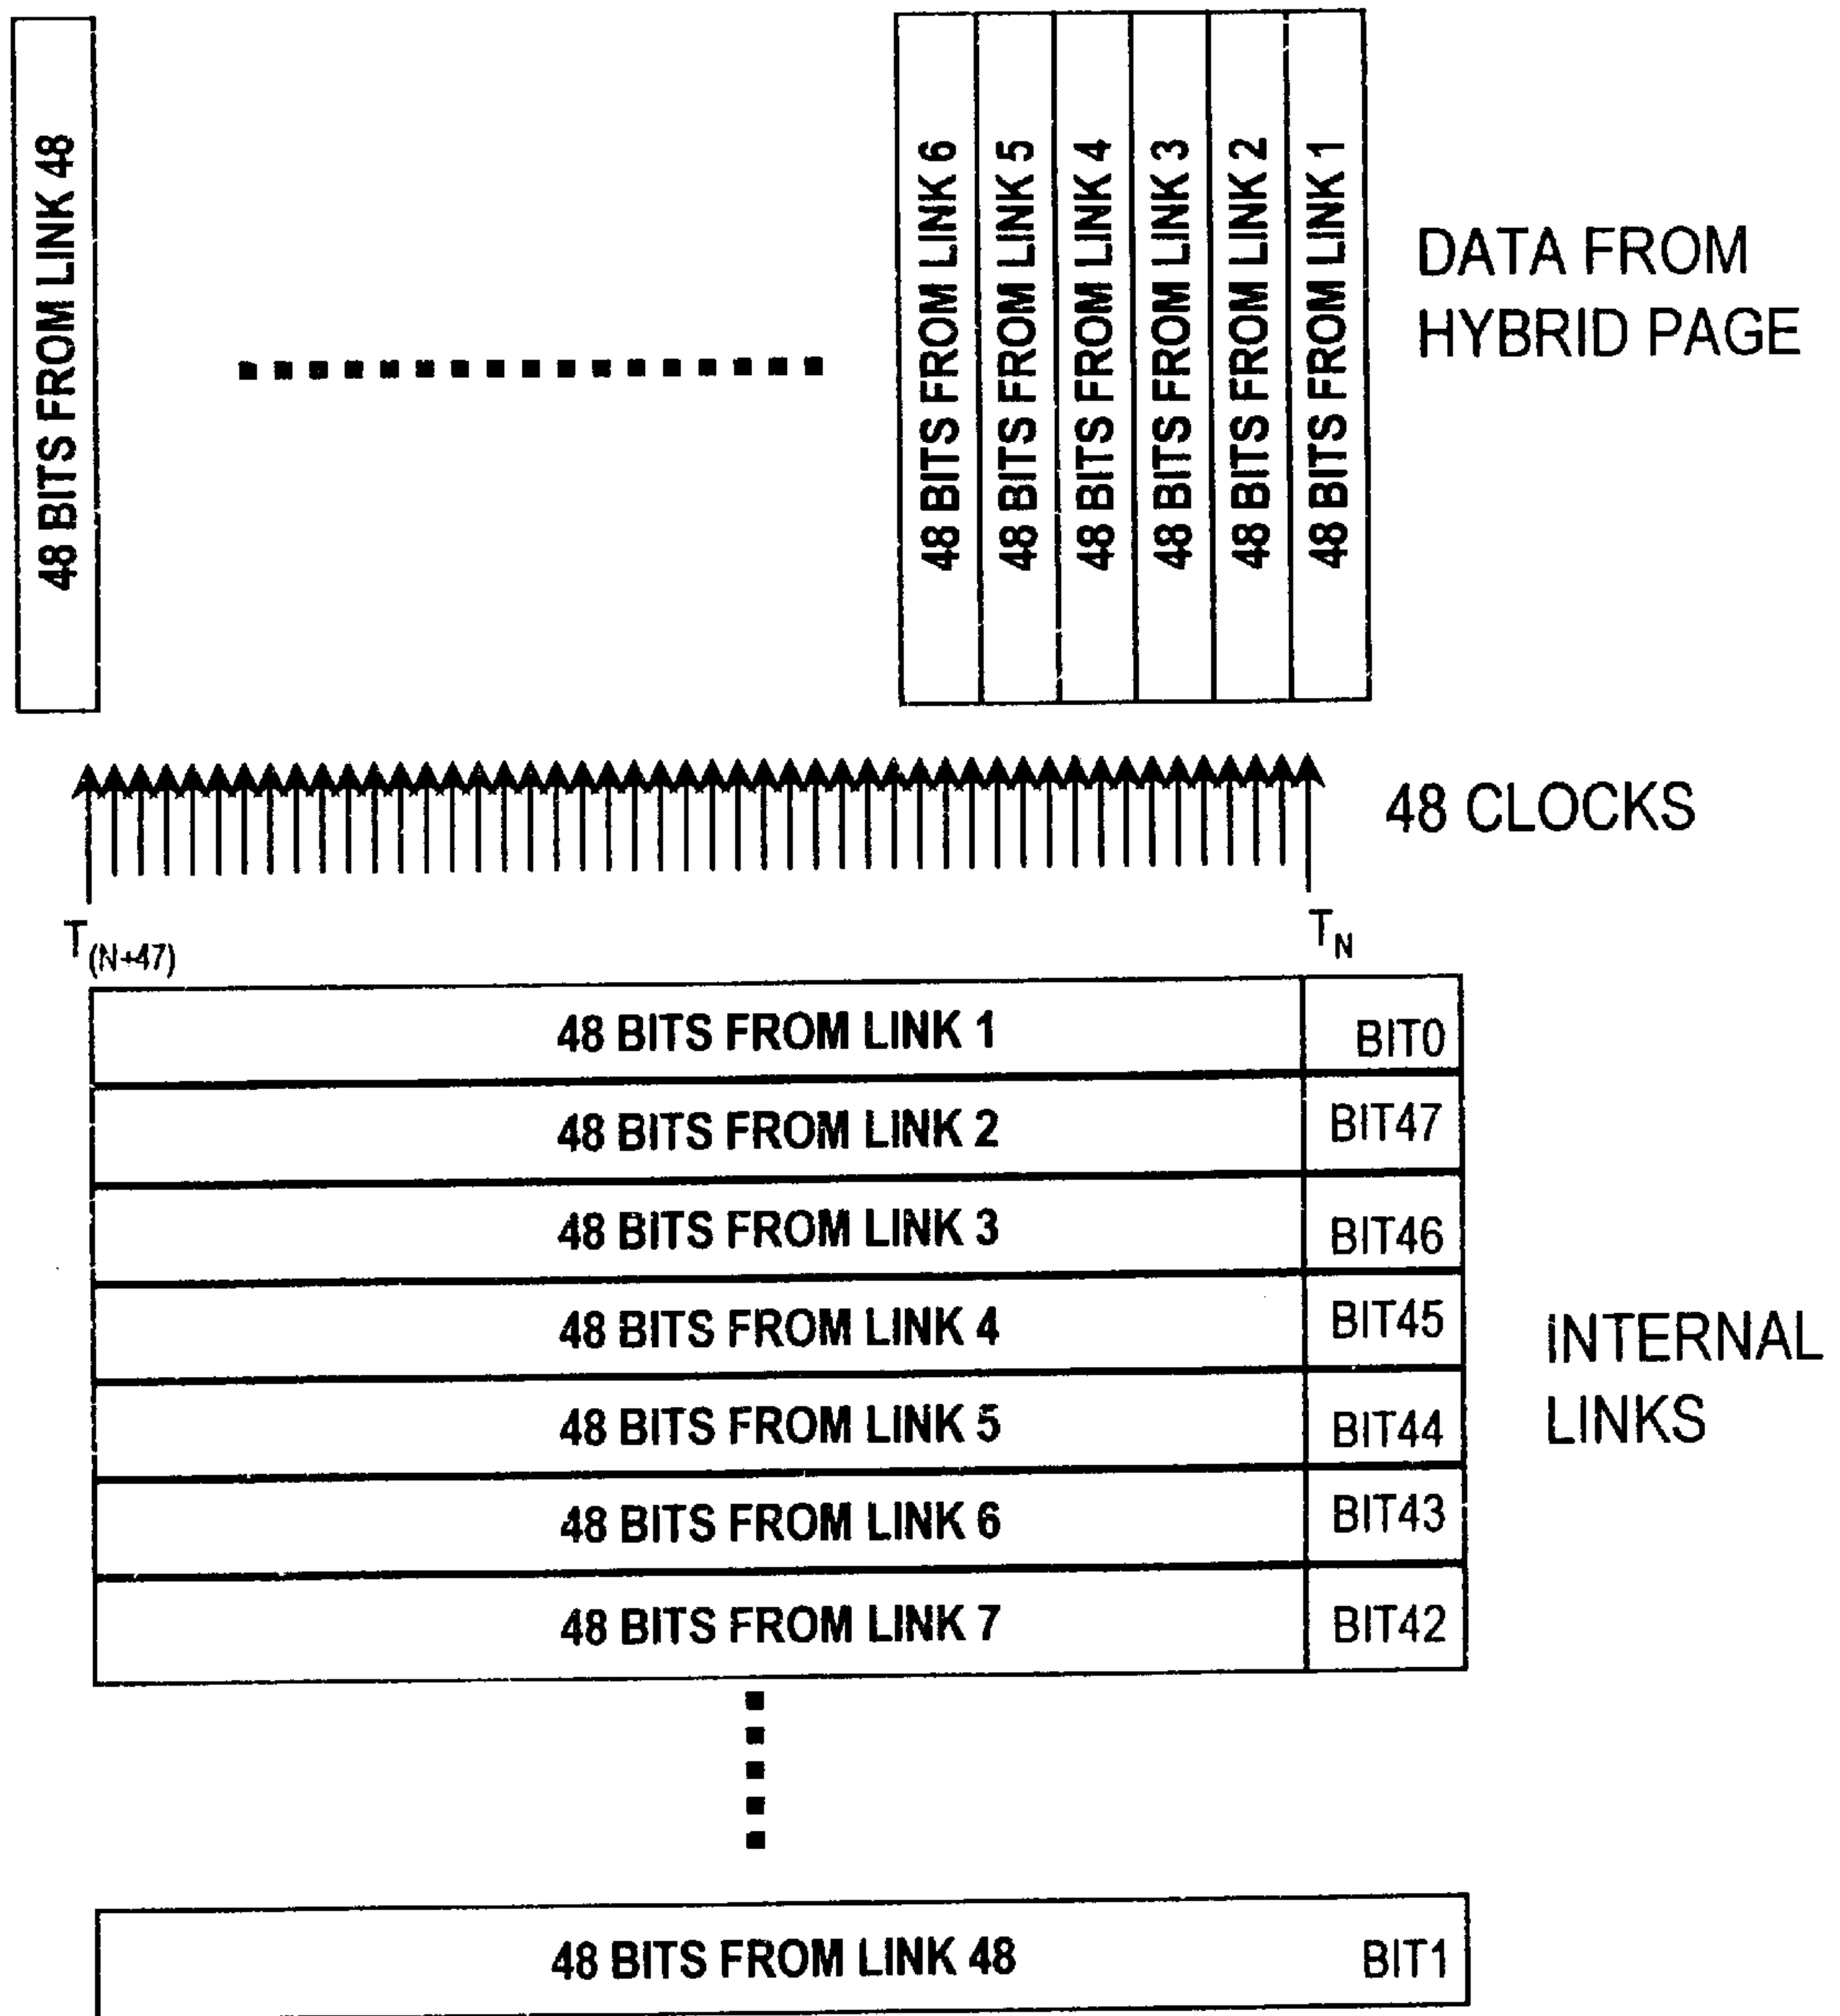 48 BITS FROM LINK 48
48 BITS FROM LINK 6
48 BITS FROM LINK 5
48 BITS FROM LINK 4
48 BITS FROM LINK 3
48 BITS FROM LINK 2
48 BITS FROM LINK 1
DATA FROM
HYBRID PAGE
48 CLOCKS
T(N+47)
TN
48 BITS FROM LINK 1 BIT0
48 BITS FROM LINK 2 BIT47
48 BITS FROM LINK 3 BIT46
48 BITS FROM LINK 4 BIT45
48 BITS FROM LINK 5 BIT44
48 BITS FROM LINK 6 BIT43
48 BITS FROM LINK 7 BIT42
INTERNAL
LINKS
48 BITS FROM LINK 48 BIT1